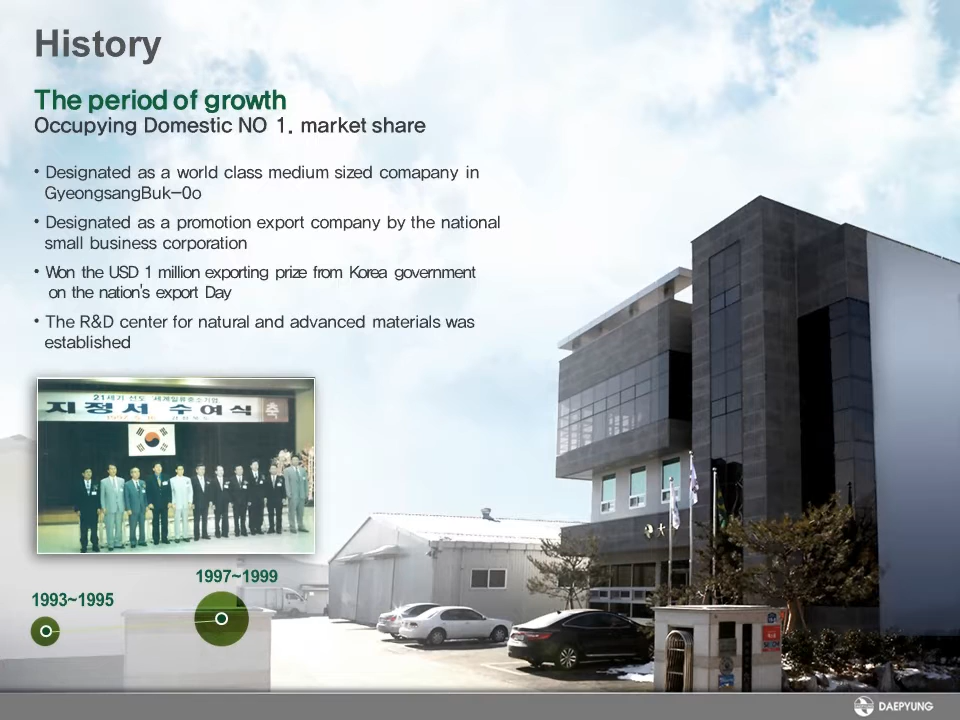 History
The period of growth
Occupying Domestic NO 1. market share
• Designated as a world class medium sized comapany in
GyeongsangBuk-0o
• Designated as a promotion export company by the national
small business corporation
• Won the USD 1 million exporting prize from Korea government
on the nation's export Day
• The R&D center for natural and advanced materials was
established
21세기 선도 "세계일류중소기업"
지정서 수여식 축
1997~1999
1993~1995
DAEPYUNG